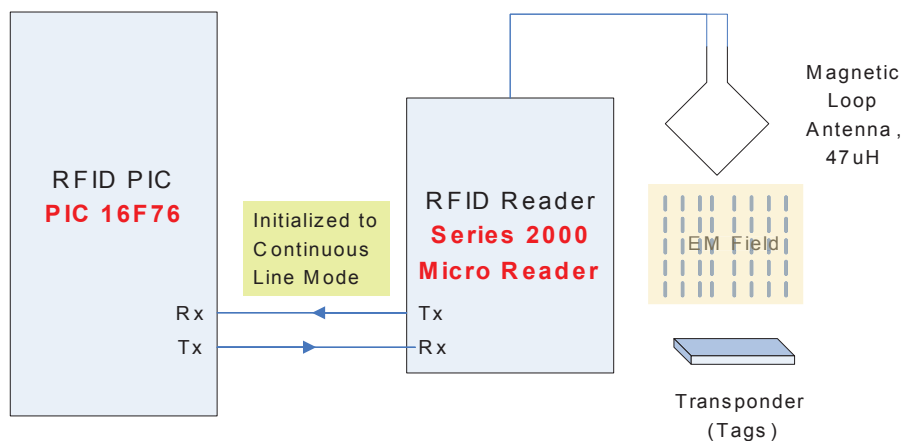 RFID PIC
PIC 16F76
Rx
Tx
Initialized to
Continuous
Line Mode
RFID Reader
Series 2000
Micro Reader
Tx
Rx
Magnetic
Loop
Antenna,
47uH
EM Field
Transponder
(Tags)